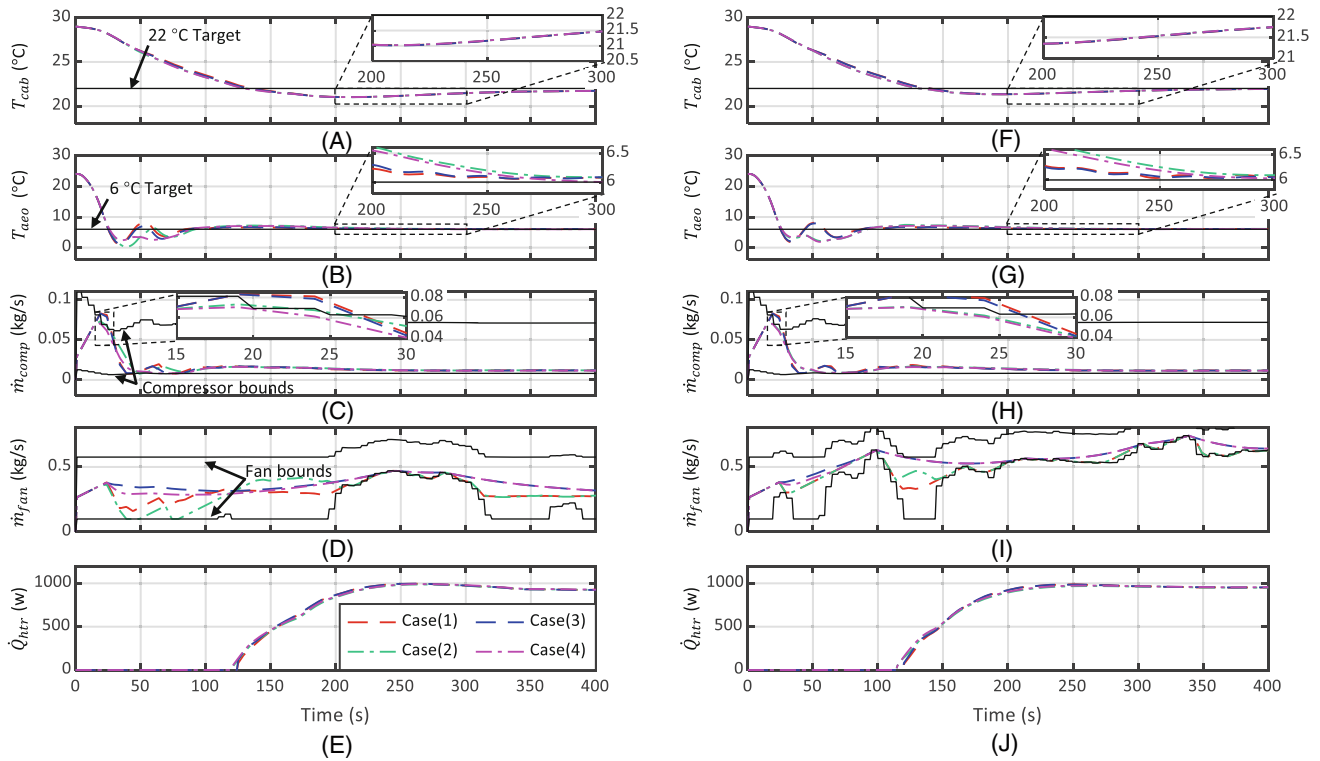 30
25
20
T_cab (°C)
22 °C Target
22
21.5
21
20.5
200 250 300
(A)
30
20
10
0
T_aeo (°C)
6 °C Target
6.5
6
200 250 300
(B)
0.1
0.05
0
ṁ_comp (kg/s)
0.08
0.06
0.04
15 20 25 30
Compressor bounds
(C)
0.5
0
ṁ_fan (kg/s)
Fan bounds
(D)
1000
500
0
Q̇_htr (w)
Case(1) Case(3)
Case(2) Case(4)
0 50 100 150 200 250 300 350 400
Time (s)
(E)
30
25
20
T_cab (°C)
22
21.5
21
200 250 300
(F)
30
20
10
0
T_aeo (°C)
6.5
6
200 250 300
(G)
0.1
0.05
0
ṁ_comp (kg/s)
0.08
0.06
0.04
15 20 25 30
(H)
0.5
0
ṁ_fan (kg/s)
(I)
1000
500
0
Q̇_htr (w)
0 50 100 150 200 250 300 350 400
Time (s)
(J)